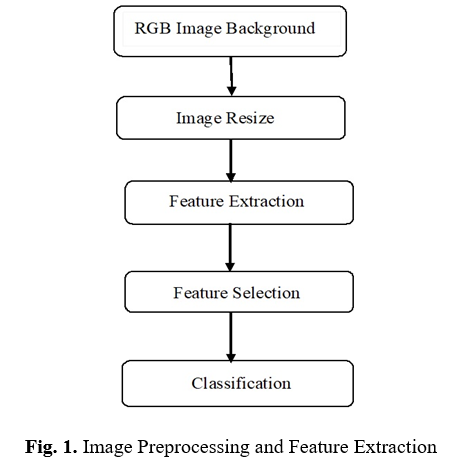 RGB Image Background
Image Resize
Feature Extraction
Feature Selection
Classification
Fig. 1. Image Preprocessing and Feature Extraction